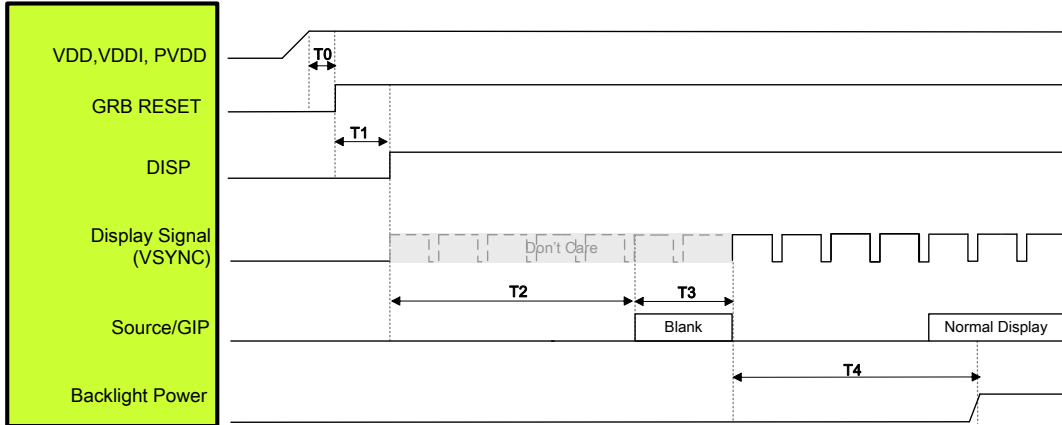 VDD,VDDI, PVDD
T0
GRB RESET
T1
DISP
Display Signal
(VSYNC)
Don't Care
T2
T3
Source/GIP
Blank
Normal Display
T4
Backlight Power